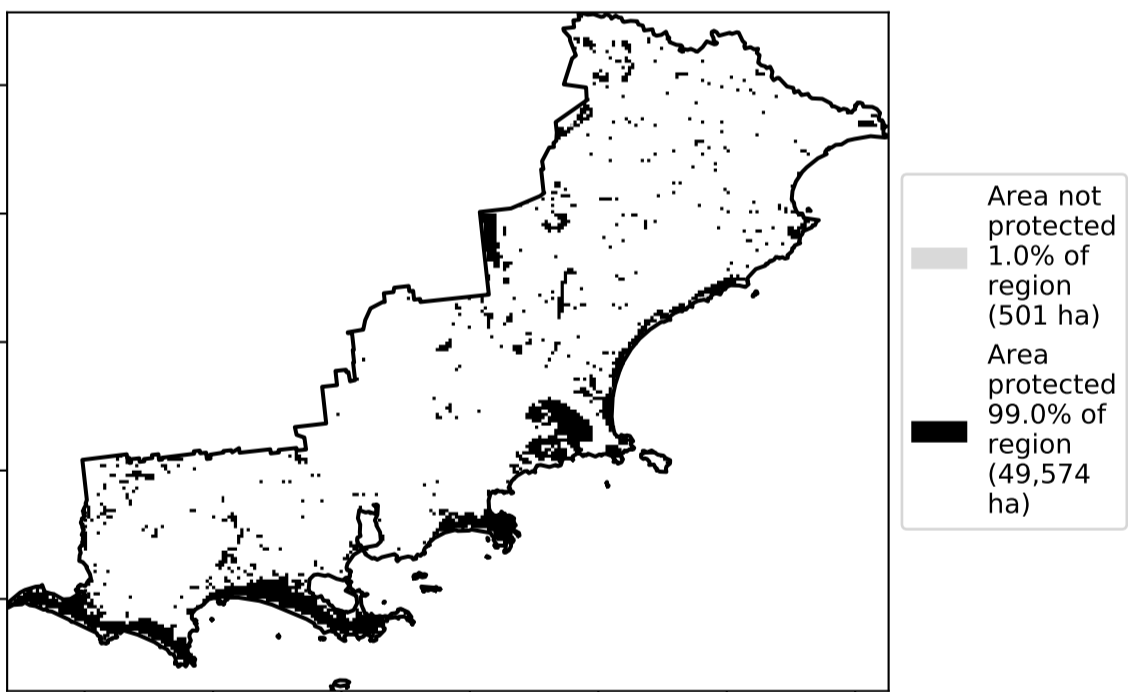 Area not
protected
1.0% of
region
(501 ha)
Area
protected
99.0% of
region
(49,574
ha)